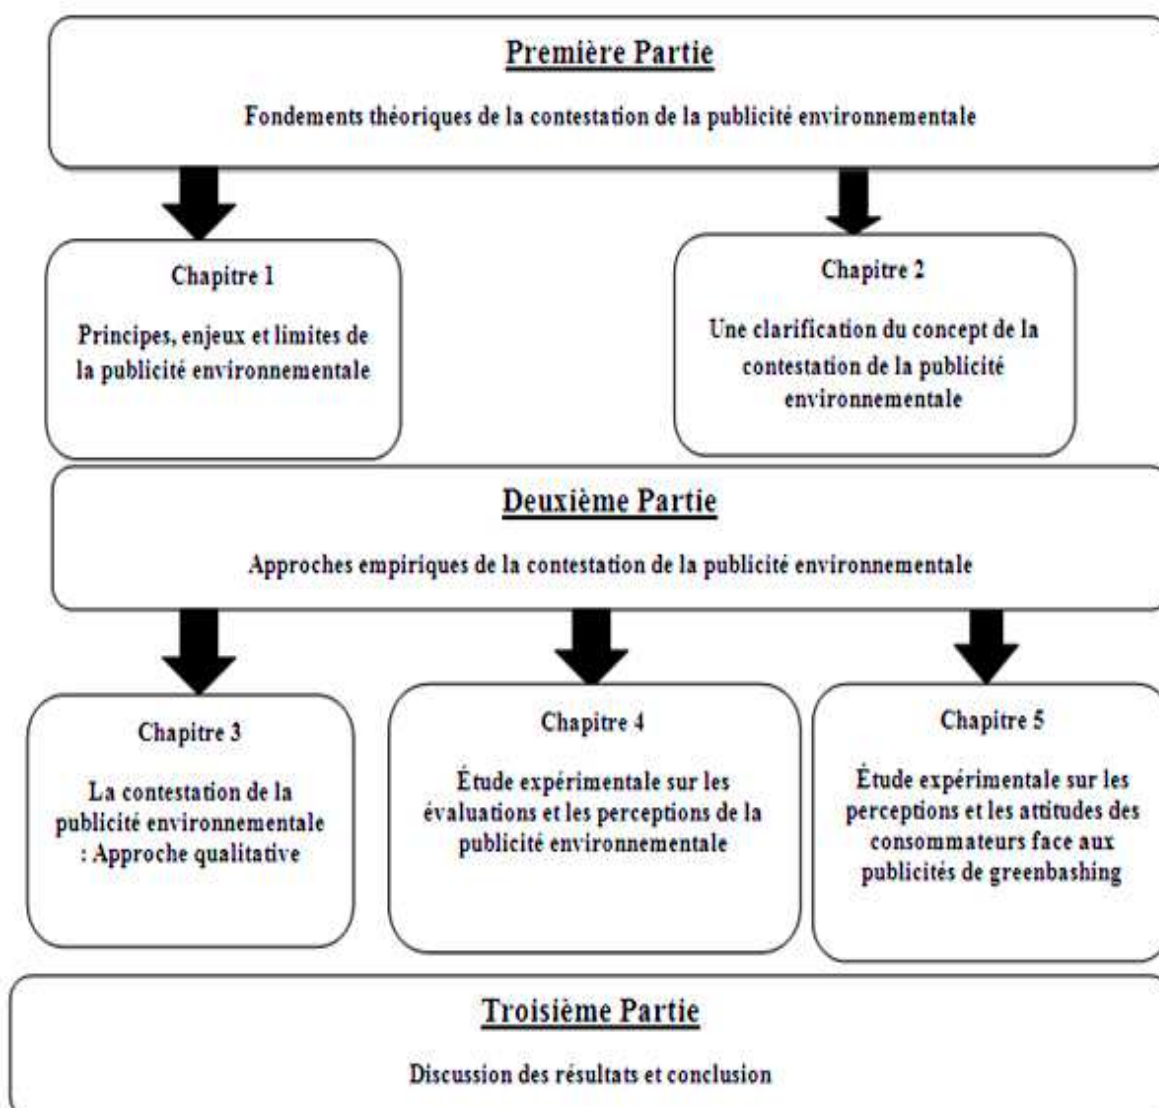 Première Partie
Fondements théoriques de la contestation de la publicité environnementale
Chapitre 1
Principes, enjeux et limites de
la publicité environnementale
Chapitre 2
Une clarification du concept de la
contestation de la publicité
environnementale
Deuxième Partie
Approches empiriques de la contestation de la publicité environnementale
Chapitre 3
La contestation de la
publicité environnementale
: Approche qualitative
Chapitre 4
Étude expérimentale sur les
évaluations et les perceptions de la
publicité environnementale
Chapitre 5
Étude expérimentale sur les
perceptions et les attitudes des
consommateurs face aux
publicités de greenbashing
Troisième Partie
Discussion des résultats et conclusion